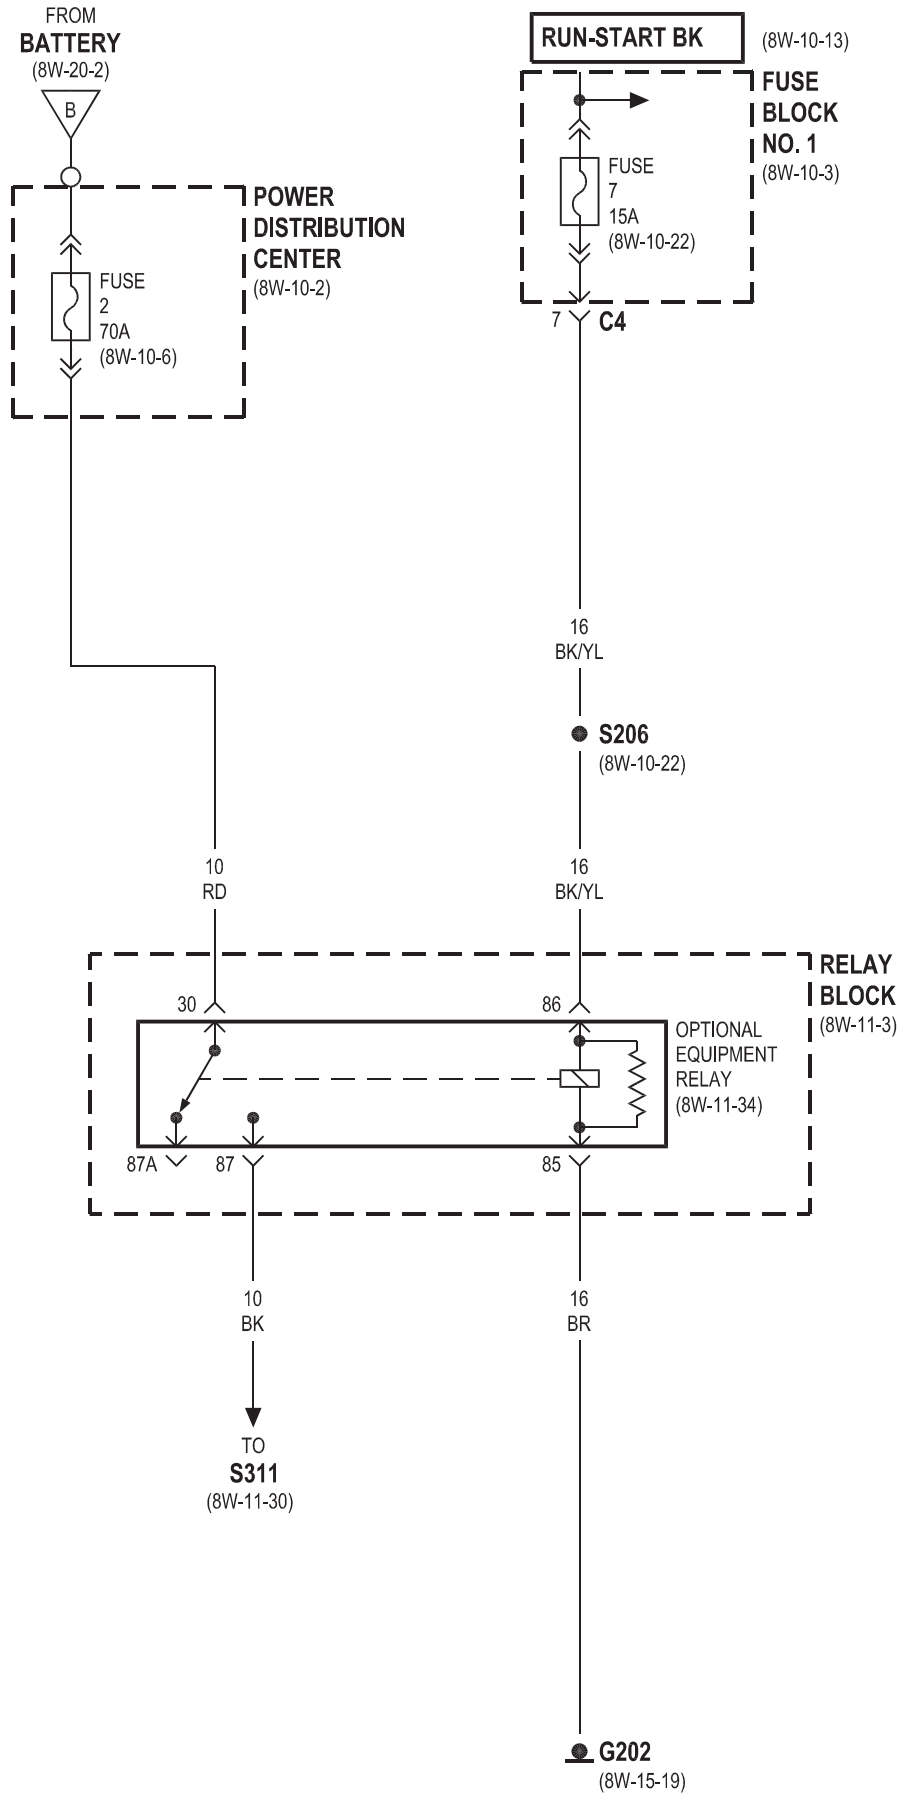 FROM
BATTERY
(8W-20-2)
B
POWER
DISTRIBUTION
CENTER
(8W-10-2)
FUSE
2
70A
(8W-10-6)
RUN-START BK
(8W-10-13)
FUSE
BLOCK
NO. 1
(8W-10-3)
FUSE
7
15A
(8W-10-22)
7
C4
16
BK/YL
S206
(8W-10-22)
10
RD
16
BK/YL
RELAY
BLOCK
(8W-11-3)
30
86
OPTIONAL
EQUIPMENT
RELAY
(8W-11-34)
87A
87
85
10
BK
16
BR
TO
S311
(8W-11-30)
G202
(8W-15-19)